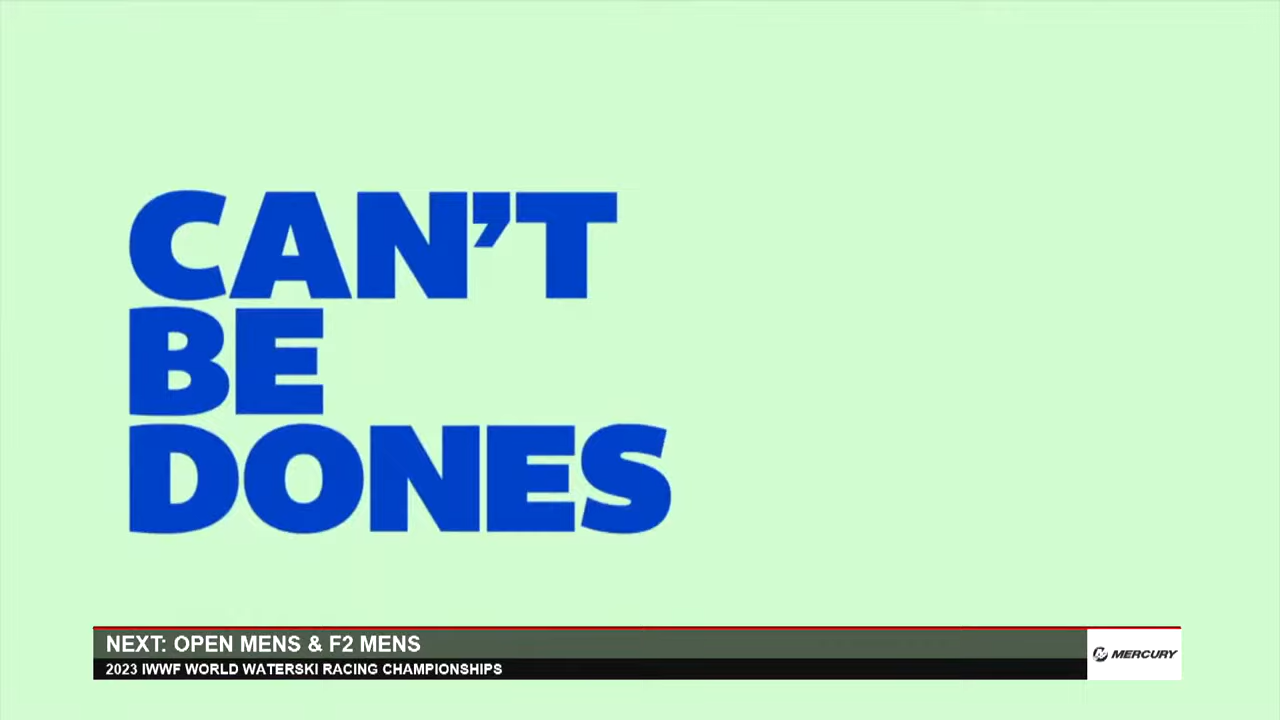 CAN'T
BE
DONES
NEXT: OPEN MENS & F2 MENS
2023 IWWF WORLD WATERSKI RACING CHAMPIONSHIPS
MERCURY